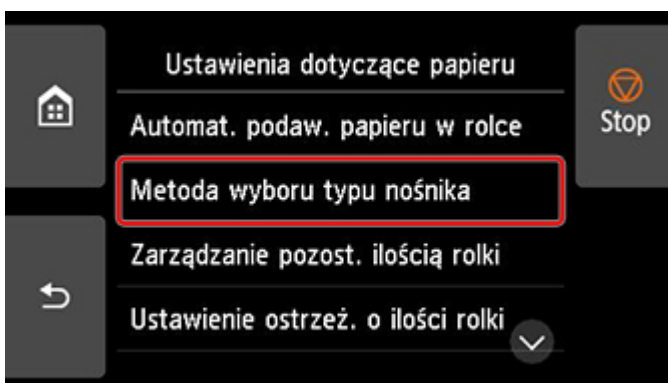 Ustawienia dotyczące papieru
Automat. podaw. papieru w rolce
Stop
Metoda wyboru typu nośnika
Zarządzanie pozost. ilością rolki
Ustawienie ostrzeż. o ilości rolki